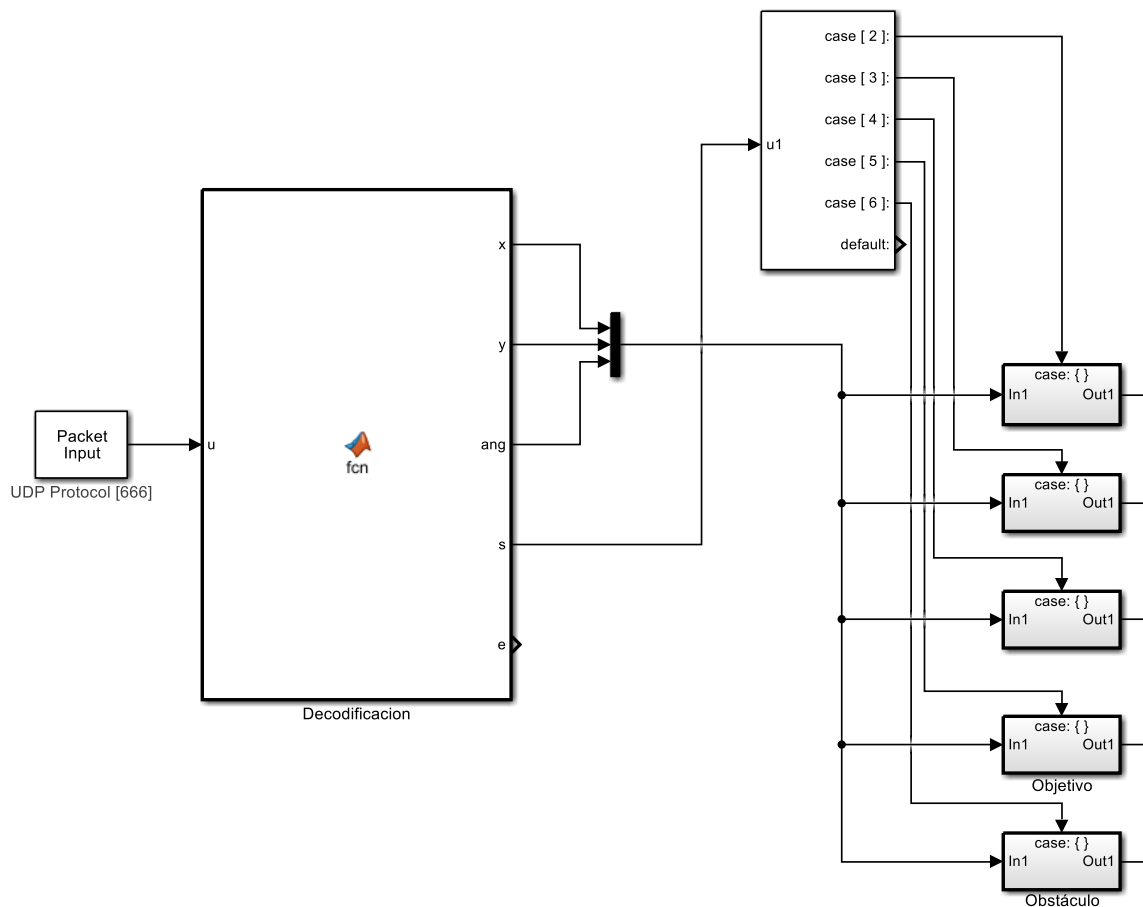 case [ 2 ]:
case [ 3 ]:
case [ 4 ]:
u1
case [ 5 ]:
case [ 6 ]:
default:
x
y
ang
s
e
u
fcn
Packet
Input
UDP Protocol [666]
Decodificacion
case: { }
In1
Out1
case: { }
In1
Out1
case: { }
In1
Out1
case: { }
In1
Out1
Objetivo
case: { }
In1
Out1
Obstáculo